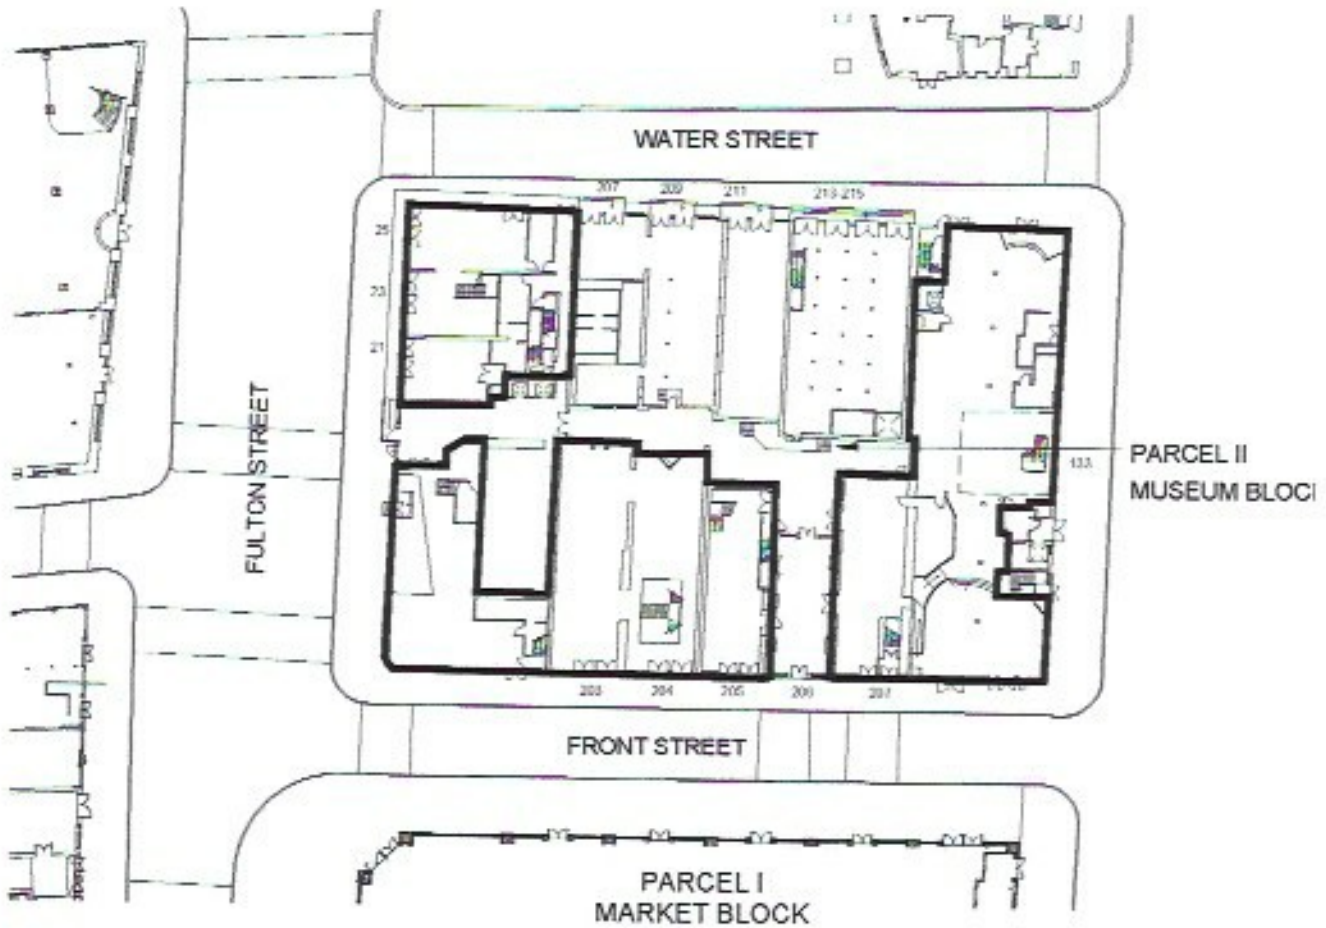 WATER STREET
207
209
211
213-215
25
23
21
FULTON STREET
PARCEL II
MUSEUM BLOC
133
203
204
205
206
207
FRONT STREET
PARCEL I
MARKET BLOCK